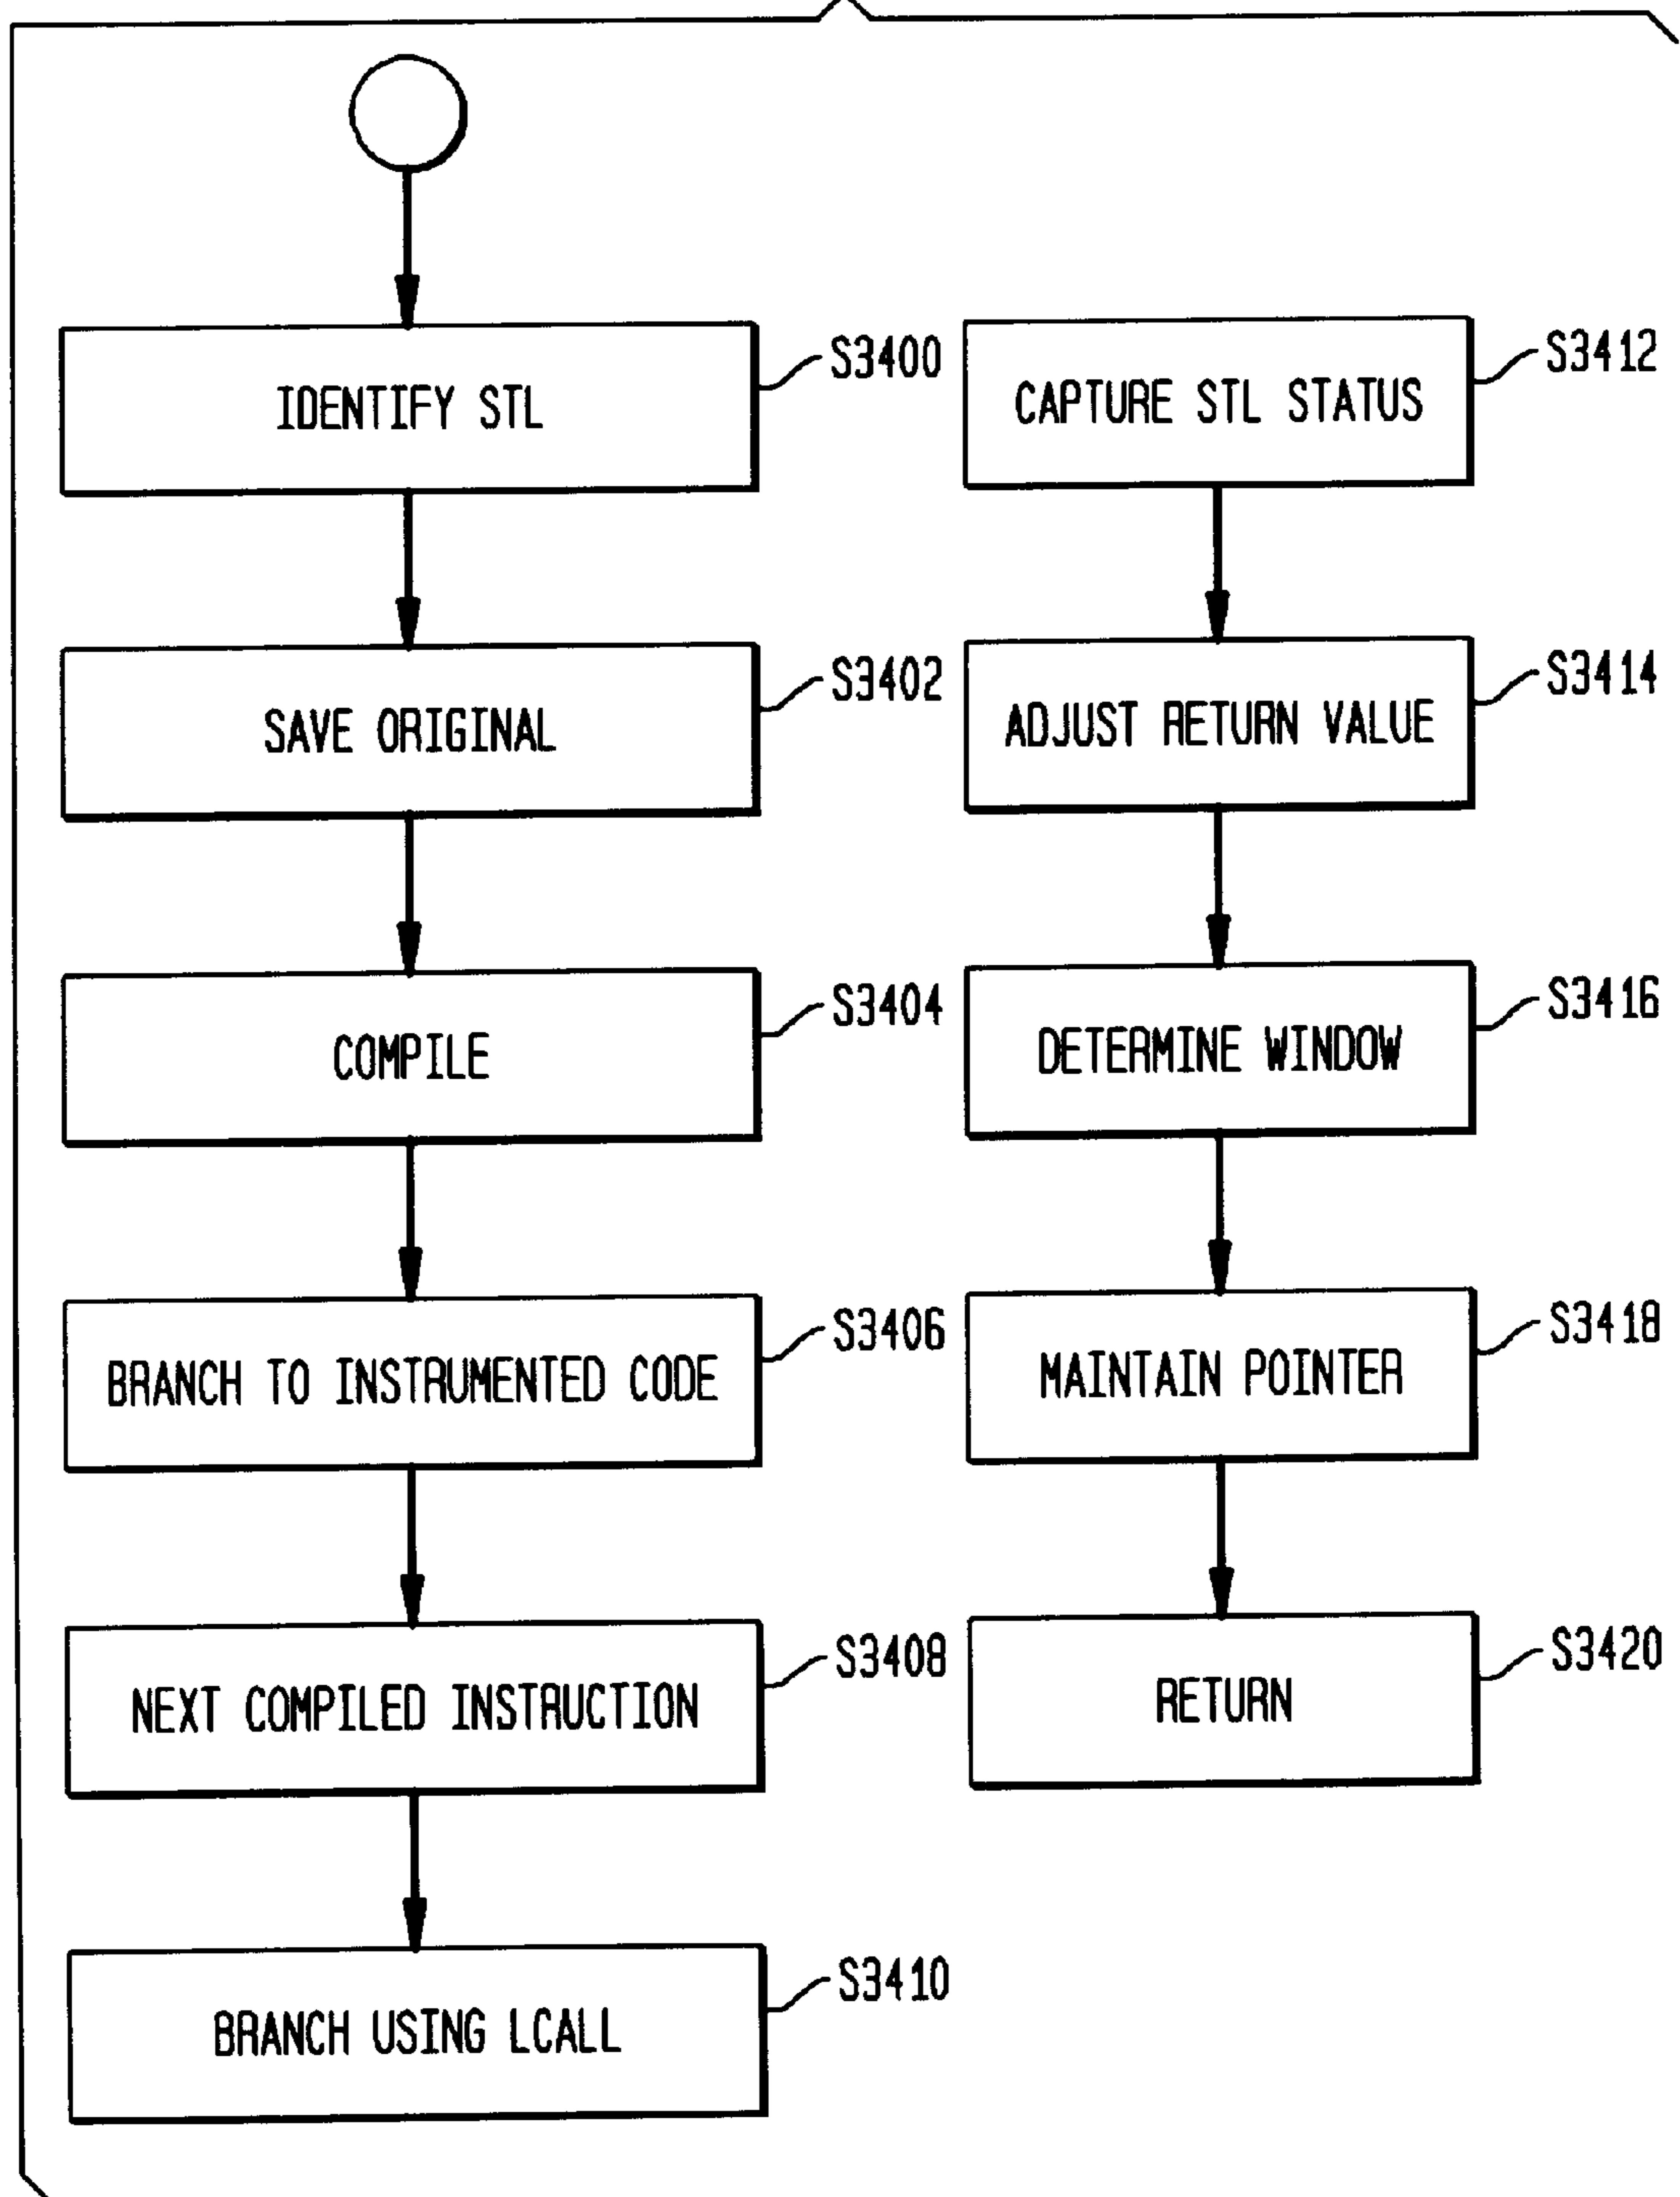 IDENTIFY STL
S3400
SAVE ORIGINAL
S3402
COMPILE
S3404
BRANCH TO INSTRUMENTED CODE
S3406
NEXT COMPILED INSTRUCTION
S3408
BRANCH USING LCALL
S3410
CAPTURE STL STATUS
S3412
ADJUST RETURN VALUE
S3414
DETERMINE WINDOW
S3416
MAINTAIN POINTER
S3418
RETURN
S3420